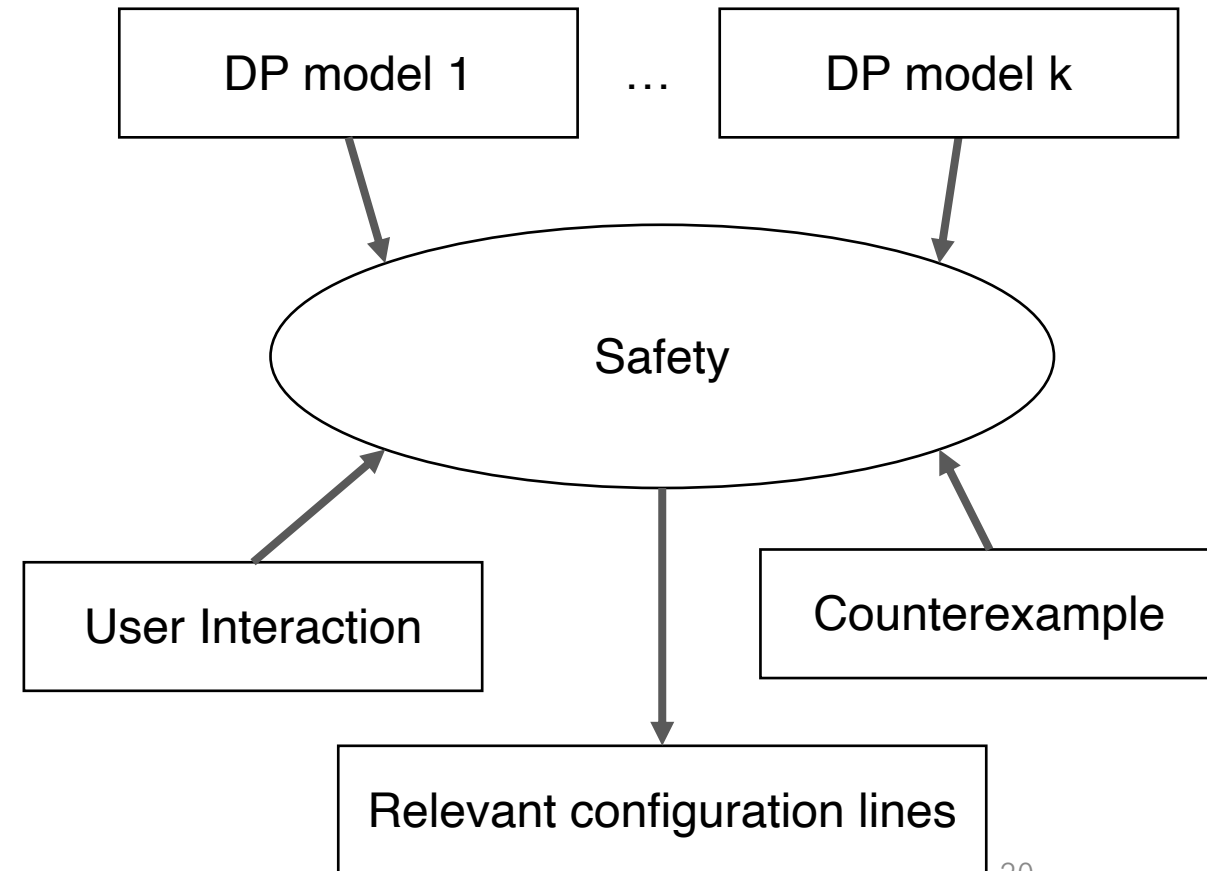 DP model 1
…
DP model k
Safety
User Interaction
Counterexample
Relevant configuration lines